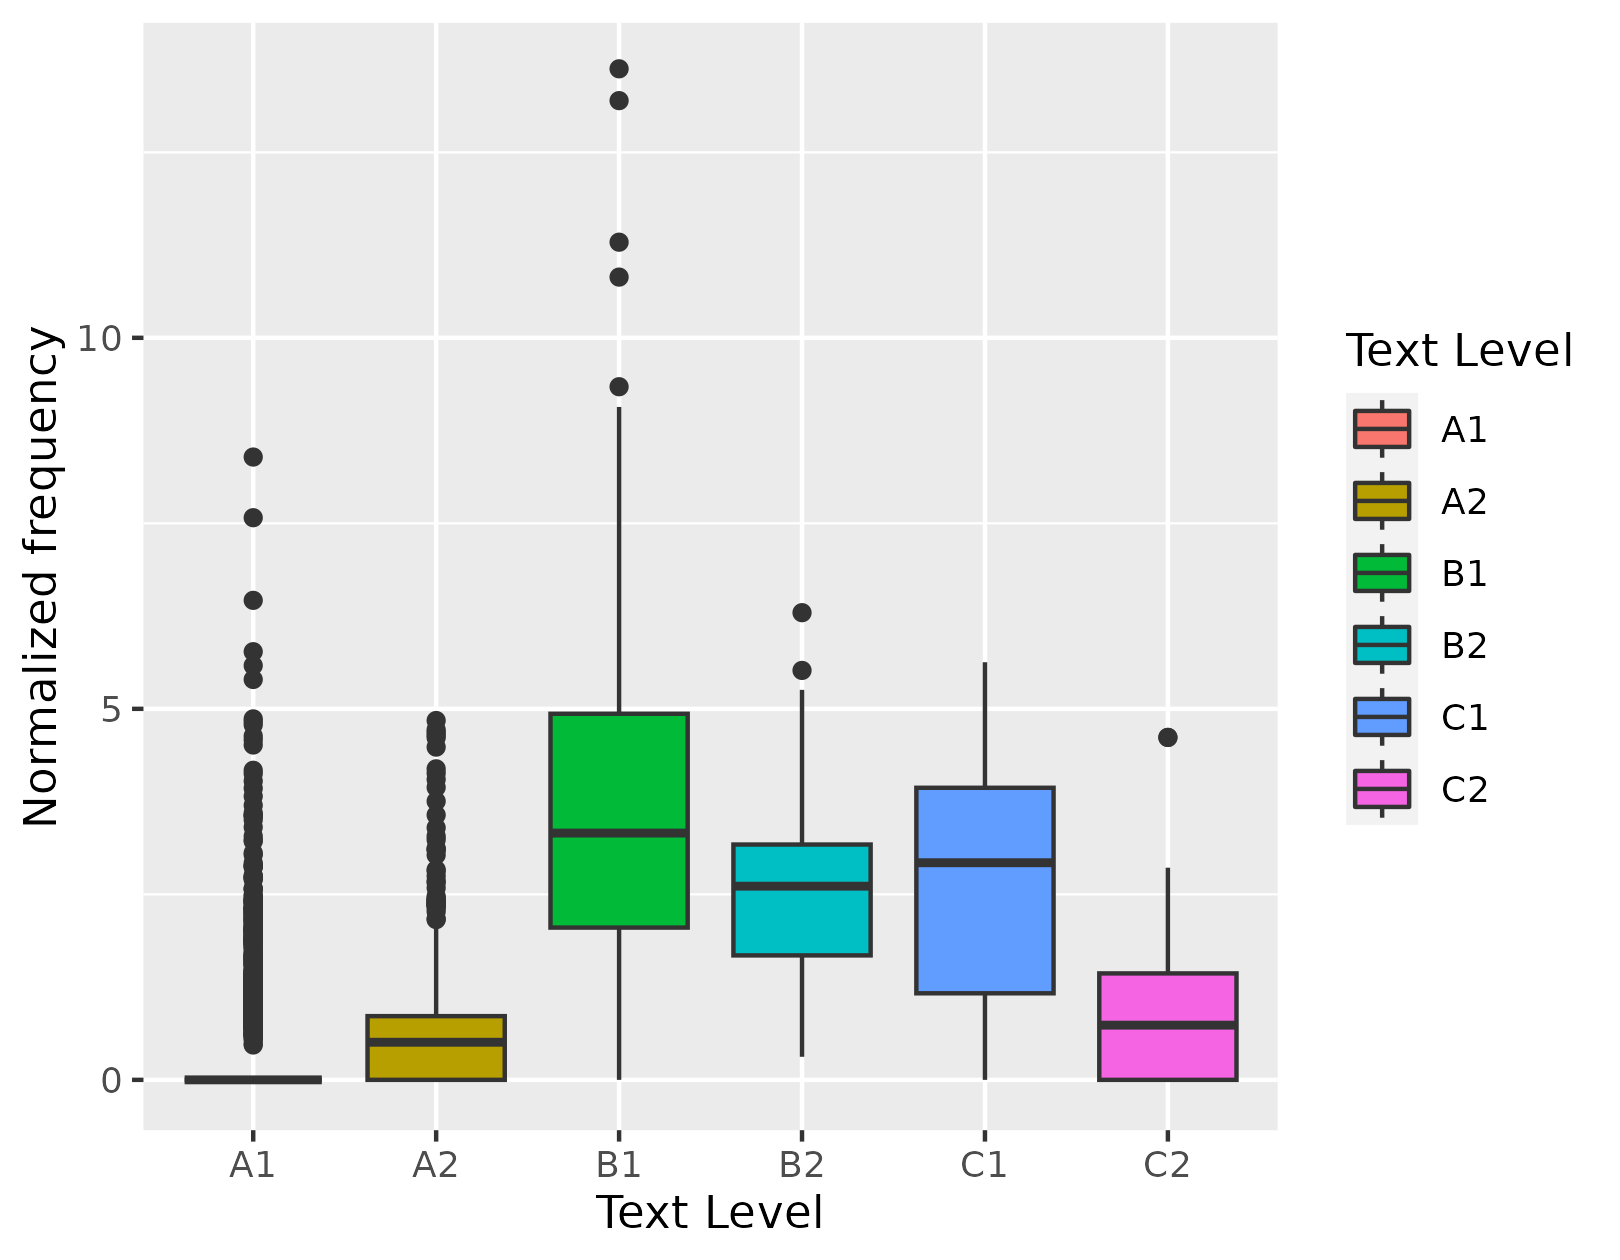 Normalized frequency
10
5
0
A1 A2 B1 B2 C1 C2
Text Level
Text Level
A1
A2
B1
B2
C1
C2